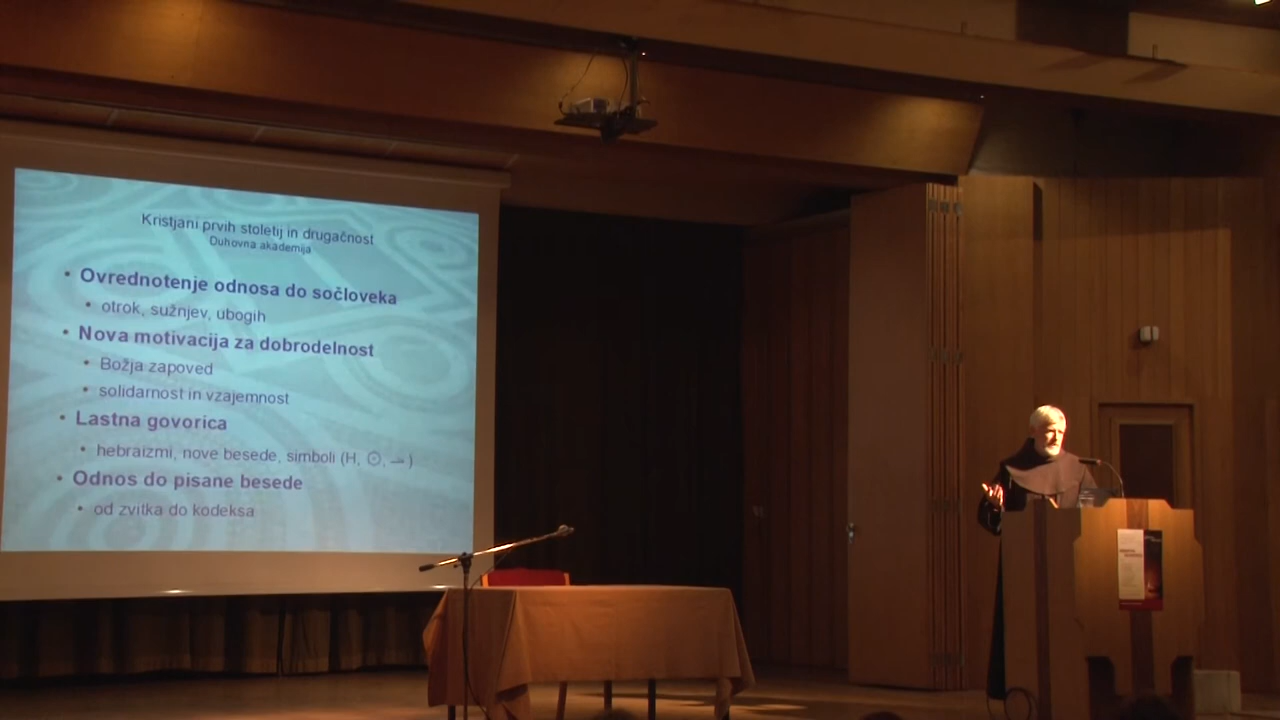 Kristjani prvih stoletij in drugačnost
Duhovna akademija
• Ovrednotenje odnosa do sočloveka
• otrok, sužnjev, ubogih
• Nova motivacija za dobrodelnost
• Božja zapoved
• solidarnost in vzajemnost
• Lastna govorica
• hebraizmi, nove besede, simboli (H, ⊙, ⇀)
• Odnos do pisane besede
• od zvitka do kodeksa